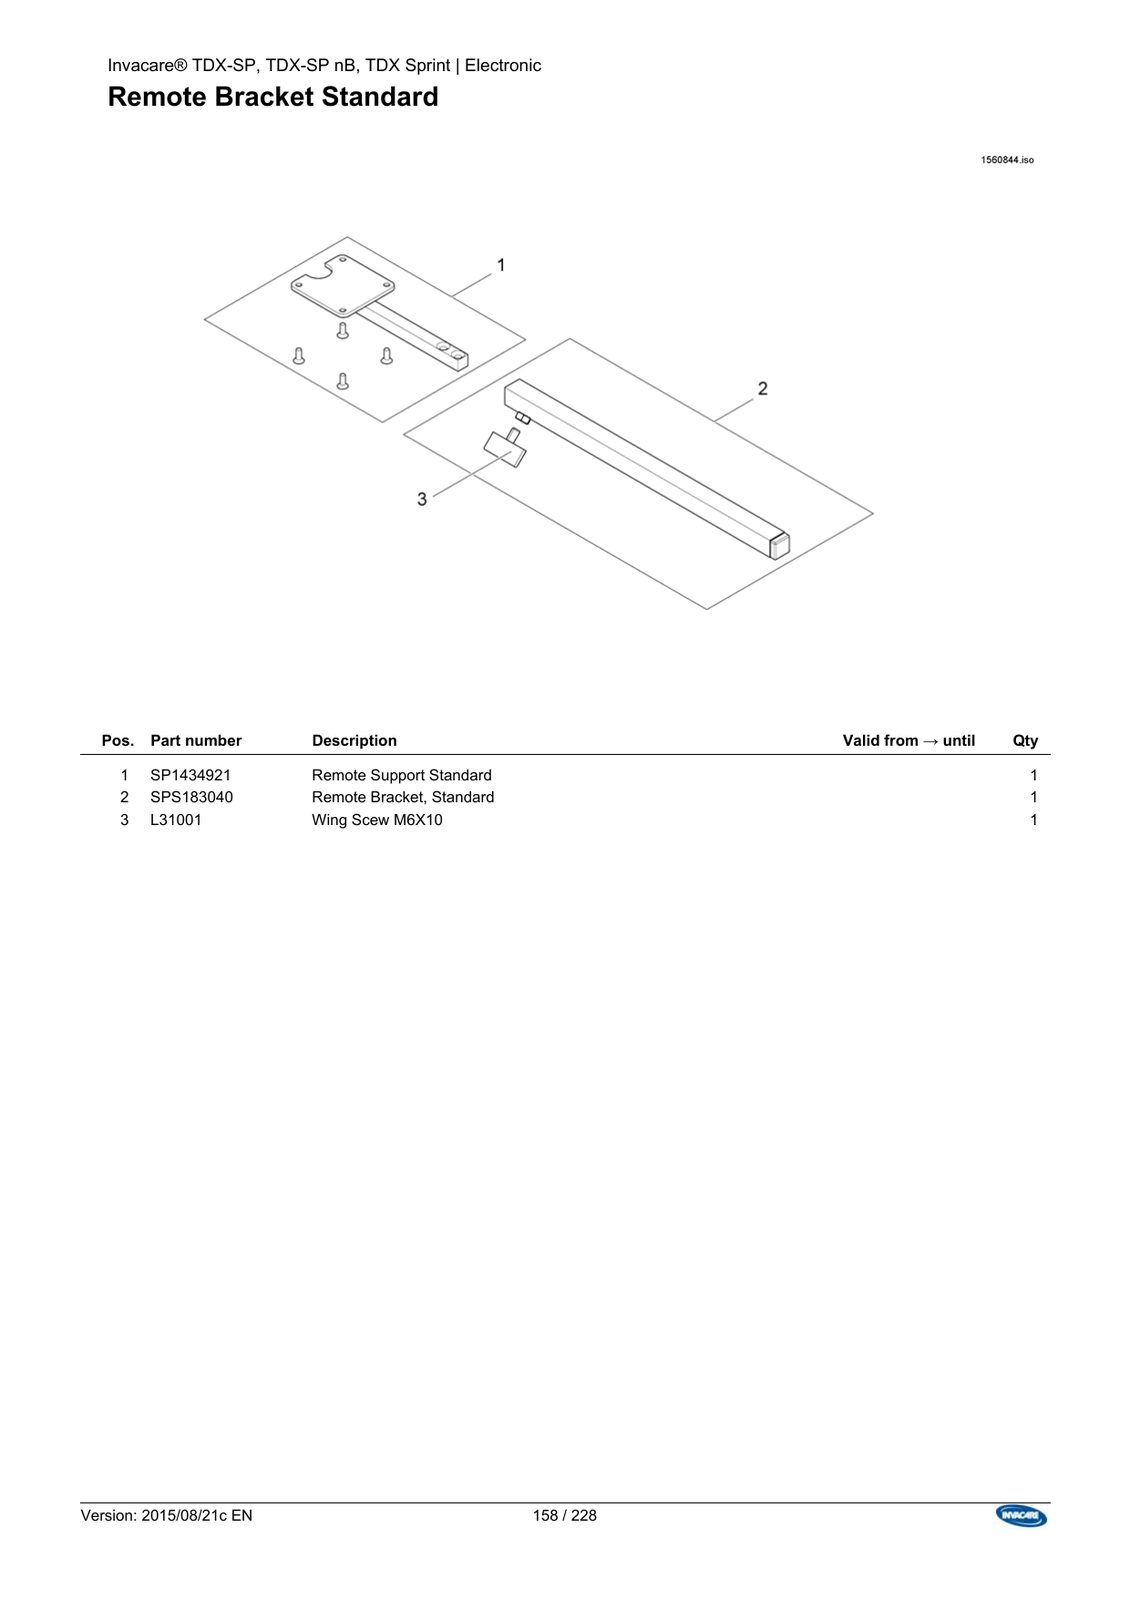 Invacare® TDX-SP, TDX-SP nB, TDX Sprint | Electronic
Remote Bracket Standard
1560844.iso
1
2
3
Pos. Part number Description Valid from → until Qty
1 SP1434921 Remote Support Standard 1
2 SPS183040 Remote Bracket, Standard 1
3 L31001 Wing Scew M6X10 1
Version: 2015/08/21c EN 158 / 228 INVACARE